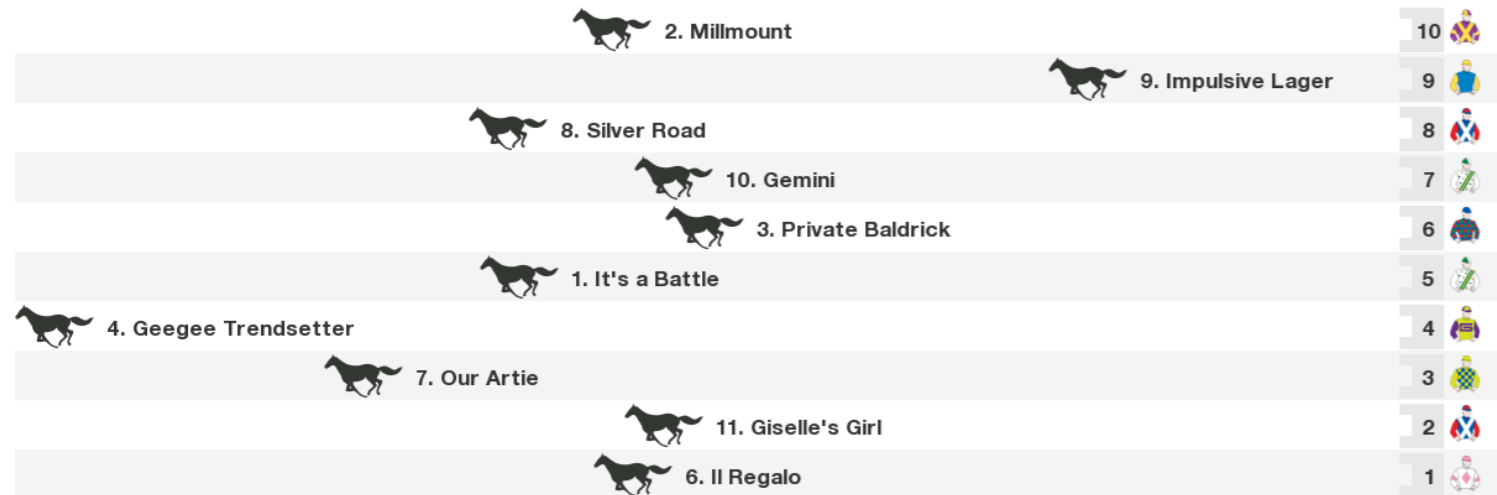 2. Millmount 10
9. Impulsive Lager 9
8. Silver Road 8
10. Gemini 7
3. Private Baldrick 6
1. It's a Battle 5
4. Geegee Trendsetter 4
7. Our Artie 3
11. Giselle's Girl 2
6. Il Regalo 1